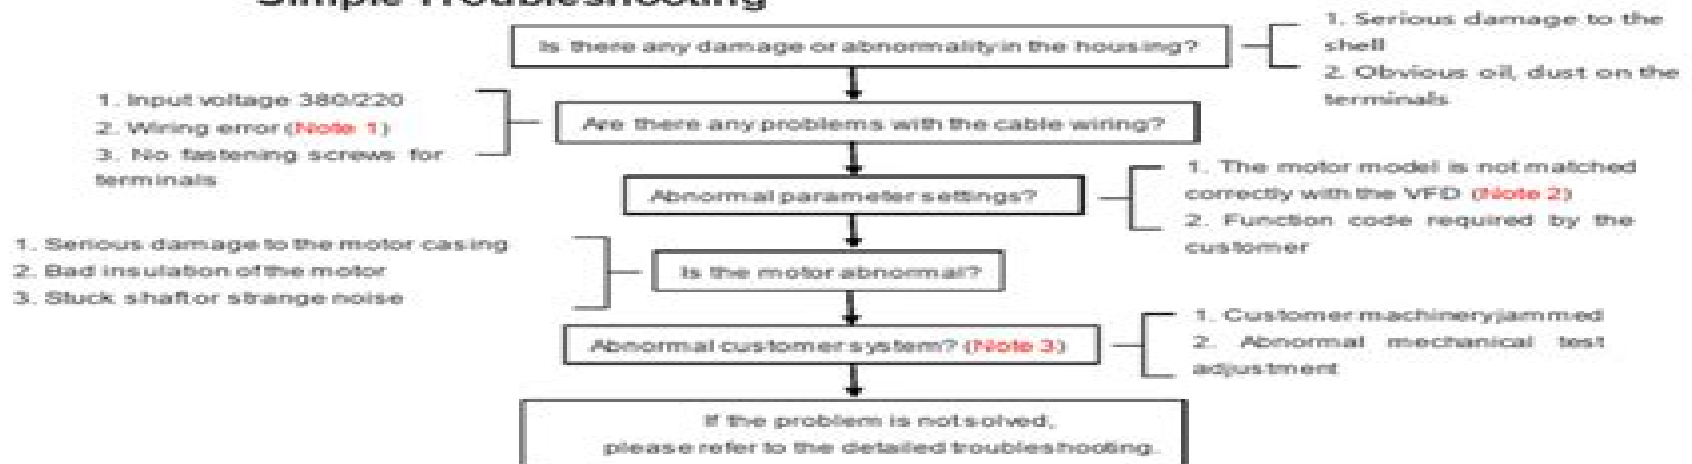 Simple Troubleshooting
Is there any damage or abnormality in the housing?
1. Serious damage to the
shell
2. Obvious oil, dust on the
terminals
1. Input voltage 380/220
2. Wiring error (Note 1)
3. No fastening screws for
terminals
Are there any problems with the cable wiring?
Abnormal parameter settings?
1. The motor model is not matched
correctly with the VFD (Note 2)
2. Function code required by the
customer
1. Serious damage to the motor casing
2. Bad insulation of the motor
3. Stuck shaft or strange noise
Is the motor abnormal?
Abnormal customer system? (Note 3)
1. Customer machinery jammed
2. Abnormal mechanical test
adjustment
If the problem is not solved,
please refer to the detailed troubleshooting.